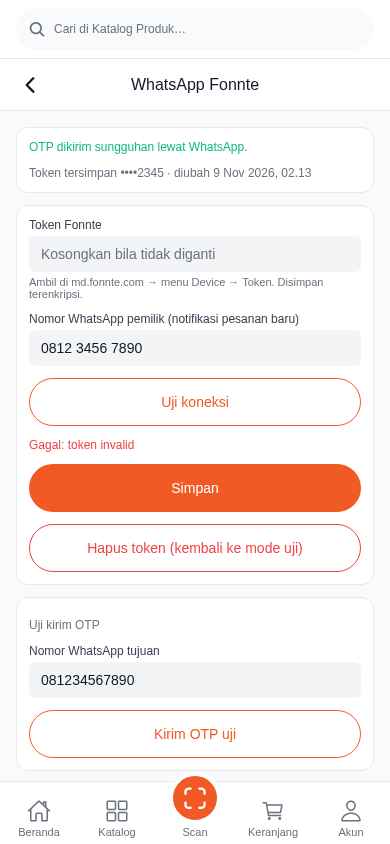 Cari di Katalog Produk…
WhatsApp Fonnte
OTP dikirim sungguhan lewat WhatsApp.
Token tersimpan ••••2345 · diubah 9 Nov 2026, 02.13
Token Fonnte
Kosongkan bila tidak diganti
Ambil di md.fonnte.com → menu Device → Token. Disimpan
terenkripsi.
Nomor WhatsApp pemilik (notifikasi pesanan baru)
0812 3456 7890
Uji koneksi
Gagal: token invalid
Simpan
Hapus token (kembali ke mode uji)
Uji kirim OTP
Nomor WhatsApp tujuan
081234567890
Kirim OTP uji
Beranda
Katalog
Scan
Keranjang
Akun